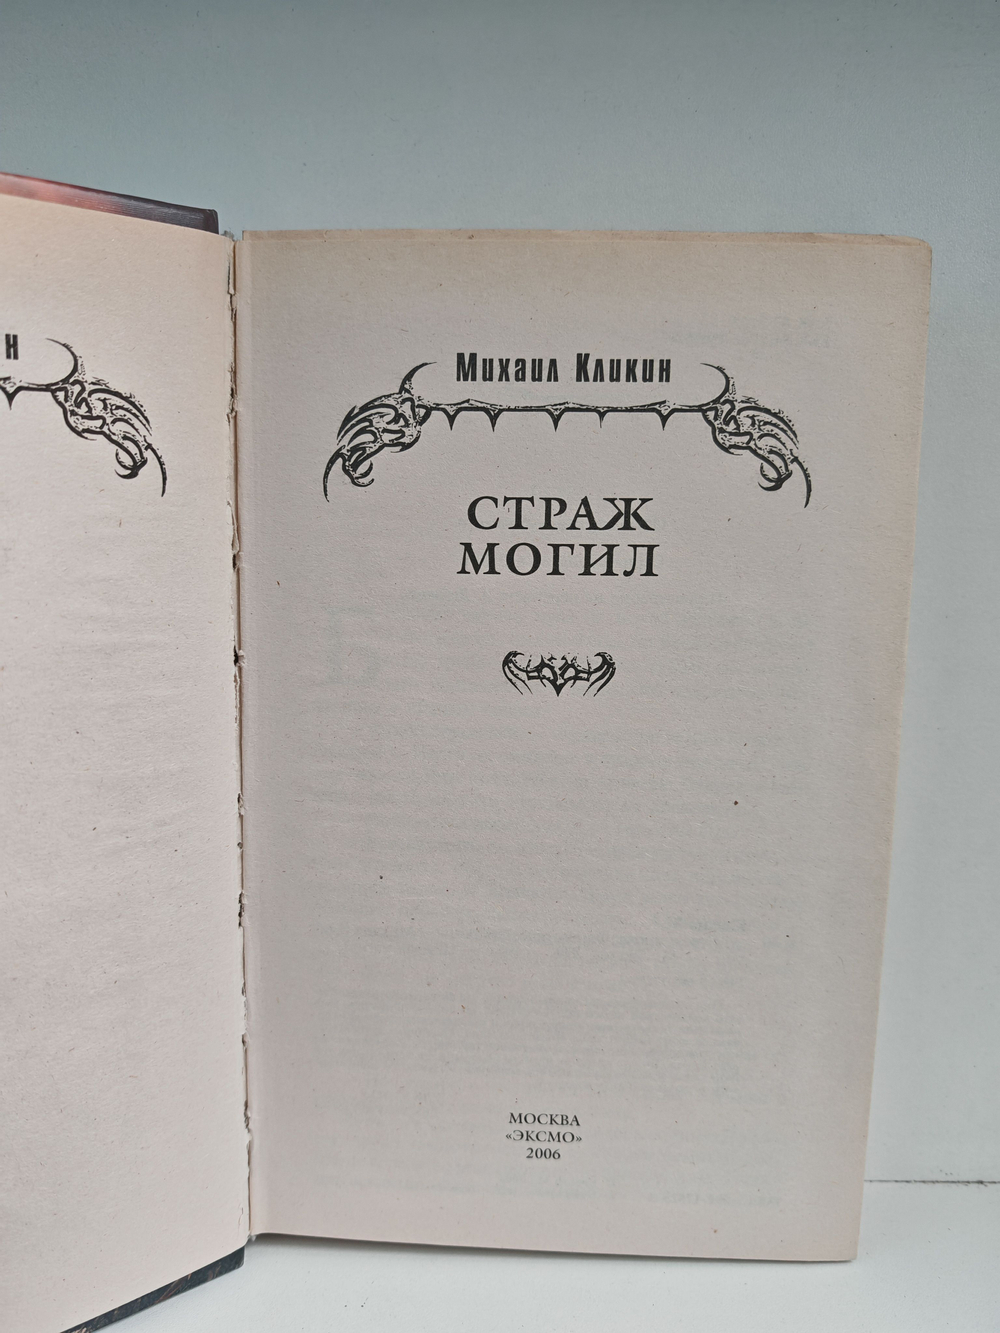 Н
Михаил Кликин
СТРАЖ
МОГИЛ
МОСКВА
«ЭКСМО»
2006